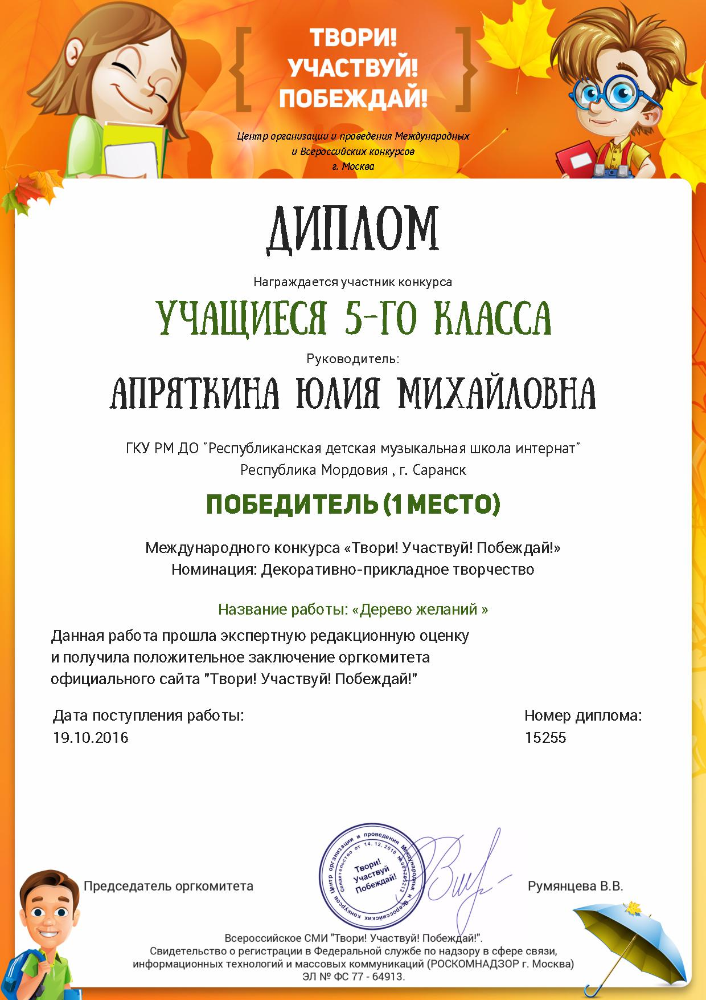 ТВОРИ!
УЧАСТВУЙ!
ПОБЕЖДАЙ!
Центр организации и проведения Международных
и Всероссийских конкурсов
г. Москва
ДИПЛОМ
Награждается участник конкурса
УЧАЩИЕСЯ 5-ГО КЛАССА
Руководитель:
АПРЯТКИНА ЮЛИЯ МИХАЙЛОВНА
ГКУ РМ ДО "Республиканская детская музыкальная школа интернат"
Республика Мордовия , г. Саранск
ПОБЕДИТЕЛЬ (1 МЕСТО)
Международного конкурса «Твори! Участвуй! Побеждай!»
Номинация: Декоративно-прикладное творчество
Название работы: «Дерево желаний »
Данная работа прошла экспертную редакционную оценку
и получила положительное заключение оргкомитета
официального сайта "Твори! Участвуй! Побеждай!"
Дата поступления работы:
19.10.2016
Номер диплома:
15255
Председатель оргкомитета
Центр организации и проведения Международных и Всероссийских конкурсов
Свидетельство от 14.12.2010 №001705212
Твори!
Участвуй
Побеждай!
Румянцева В.В.
Всероссийское СМИ "Твори! Участвуй! Побеждай!".
Свидетельство о регистрации в Федеральной службе по надзору в сфере связи,
информационных технологий и массовых коммуникаций (РОСКОМНАДЗОР г. Москва)
ЭЛ № ФС 77 - 64913.